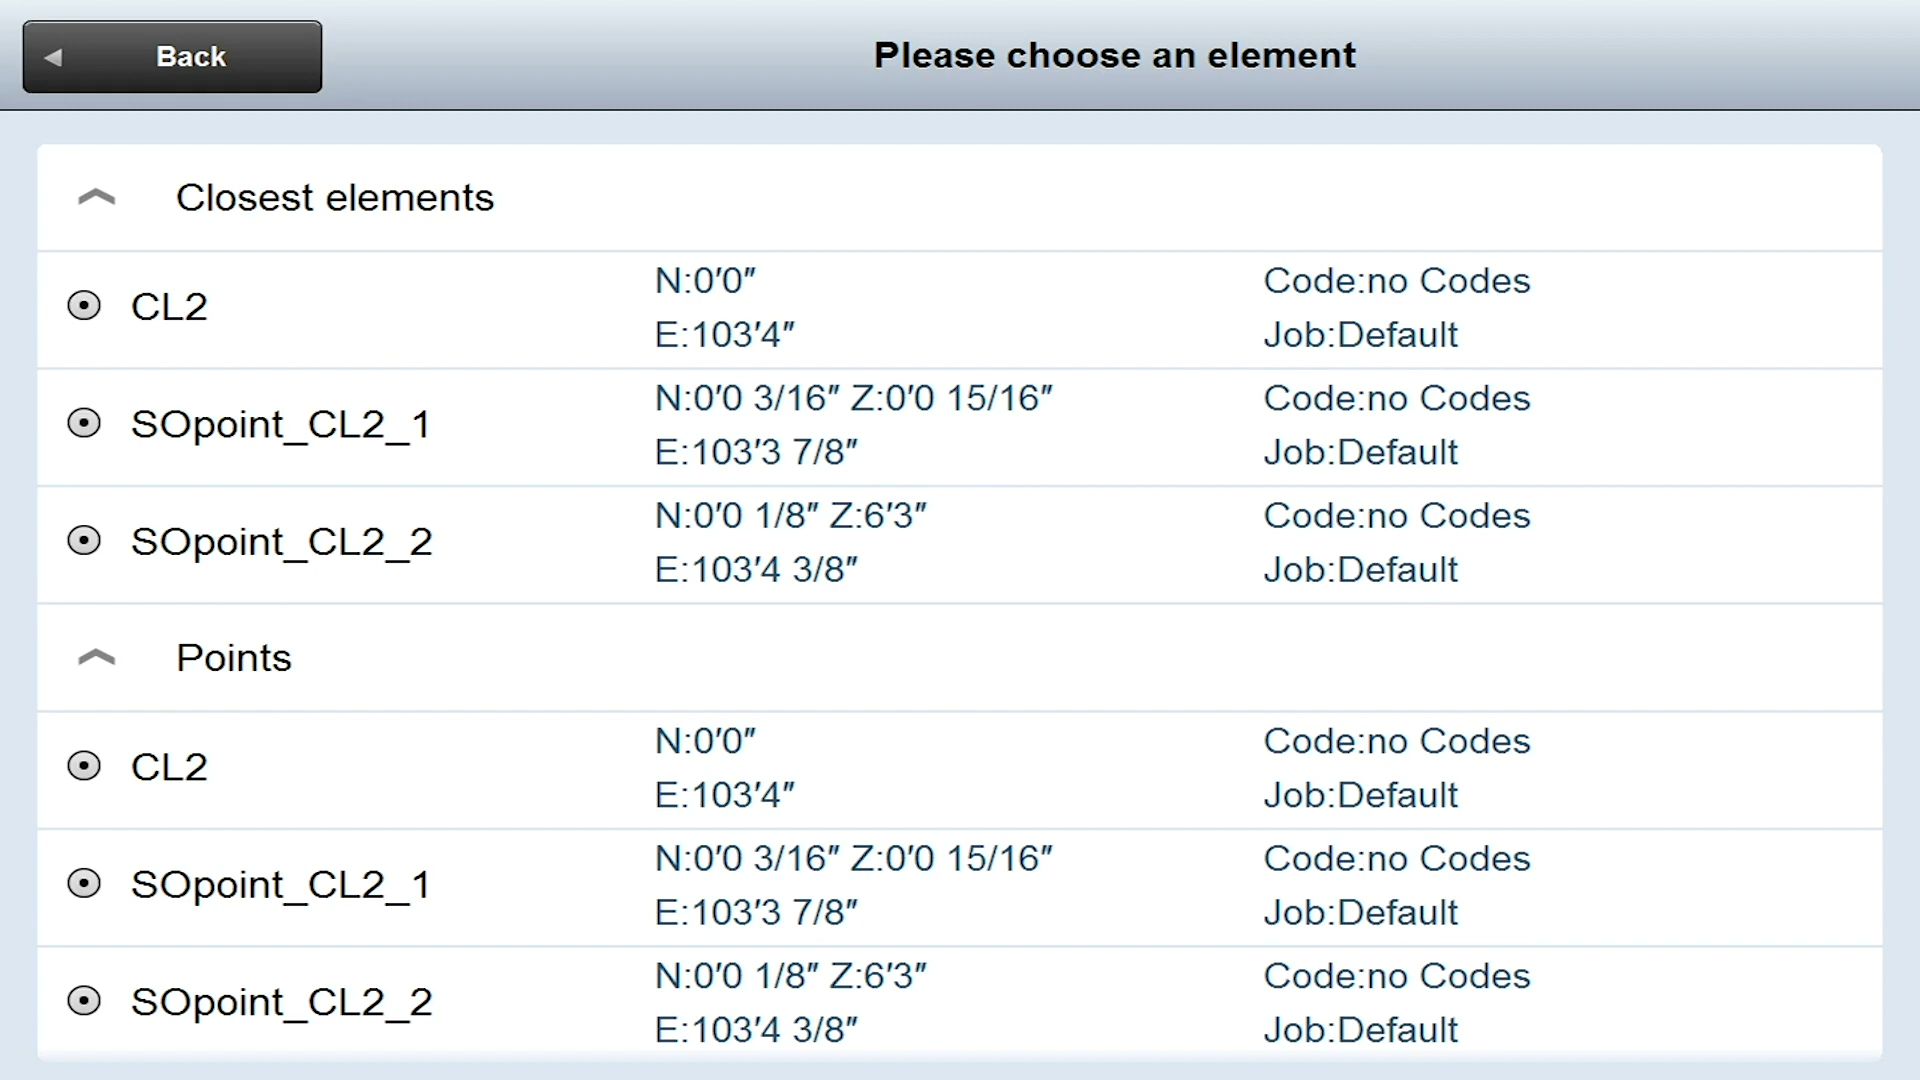 Back
Please choose an element
Closest elements
CL2
N:0′0″
E:103′4″
Code:no Codes
Job:Default
SOpoint_CL2_1
N:0′0 3/16″ Z:0′0 15/16″
E:103′3 7/8″
Code:no Codes
Job:Default
SOpoint_CL2_2
N:0′0 1/8″ Z:6′3″
E:103′4 3/8″
Code:no Codes
Job:Default
Points
CL2
N:0′0″
E:103′4″
Code:no Codes
Job:Default
SOpoint_CL2_1
N:0′0 3/16″ Z:0′0 15/16″
E:103′3 7/8″
Code:no Codes
Job:Default
SOpoint_CL2_2
N:0′0 1/8″ Z:6′3″
E:103′4 3/8″
Code:no Codes
Job:Default